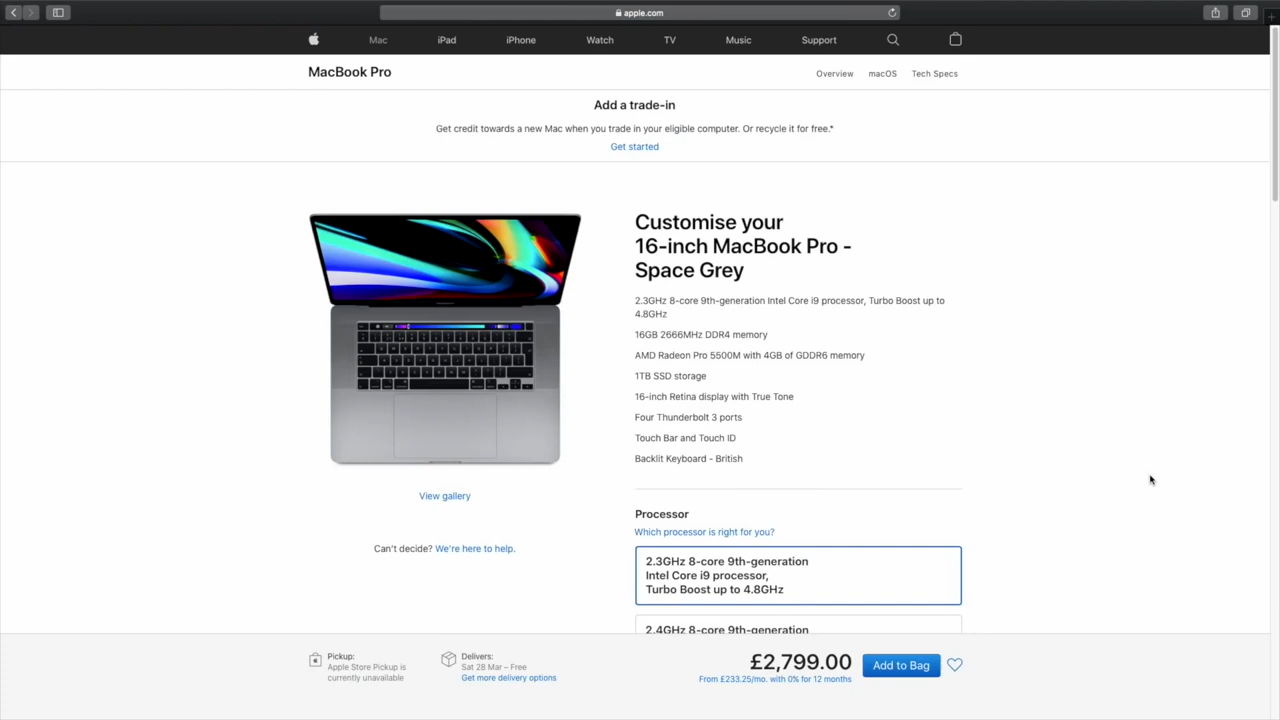 apple.com
Mac iPad iPhone Watch TV Music Support
MacBook Pro
Overview macOS Tech Specs
Add a trade-in
Get credit towards a new Mac when you trade in your eligible computer. Or recycle it for free.*
Get started
Customise your
16-inch MacBook Pro -
Space Grey
2.3GHz 8-core 9th-generation Intel Core i9 processor, Turbo Boost up to
4.8GHz
16GB 2666MHz DDR4 memory
AMD Radeon Pro 5500M with 4GB of GDDR6 memory
1TB SSD storage
16-inch Retina display with True Tone
Four Thunderbolt 3 ports
Touch Bar and Touch ID
Backlit Keyboard - British
View gallery
Can't decide? We're here to help.
Processor
Which processor is right for you?
2.3GHz 8-core 9th-generation
Intel Core i9 processor,
Turbo Boost up to 4.8GHz
2.4GHz 8-core 9th-generation
Pickup:
Apple Store Pickup is
currently unavailable
Delivers:
Sat 28 Mar – Free
Get more delivery options
£2,799.00
From £233.25/mo. with 0% for 12 months
Add to Bag